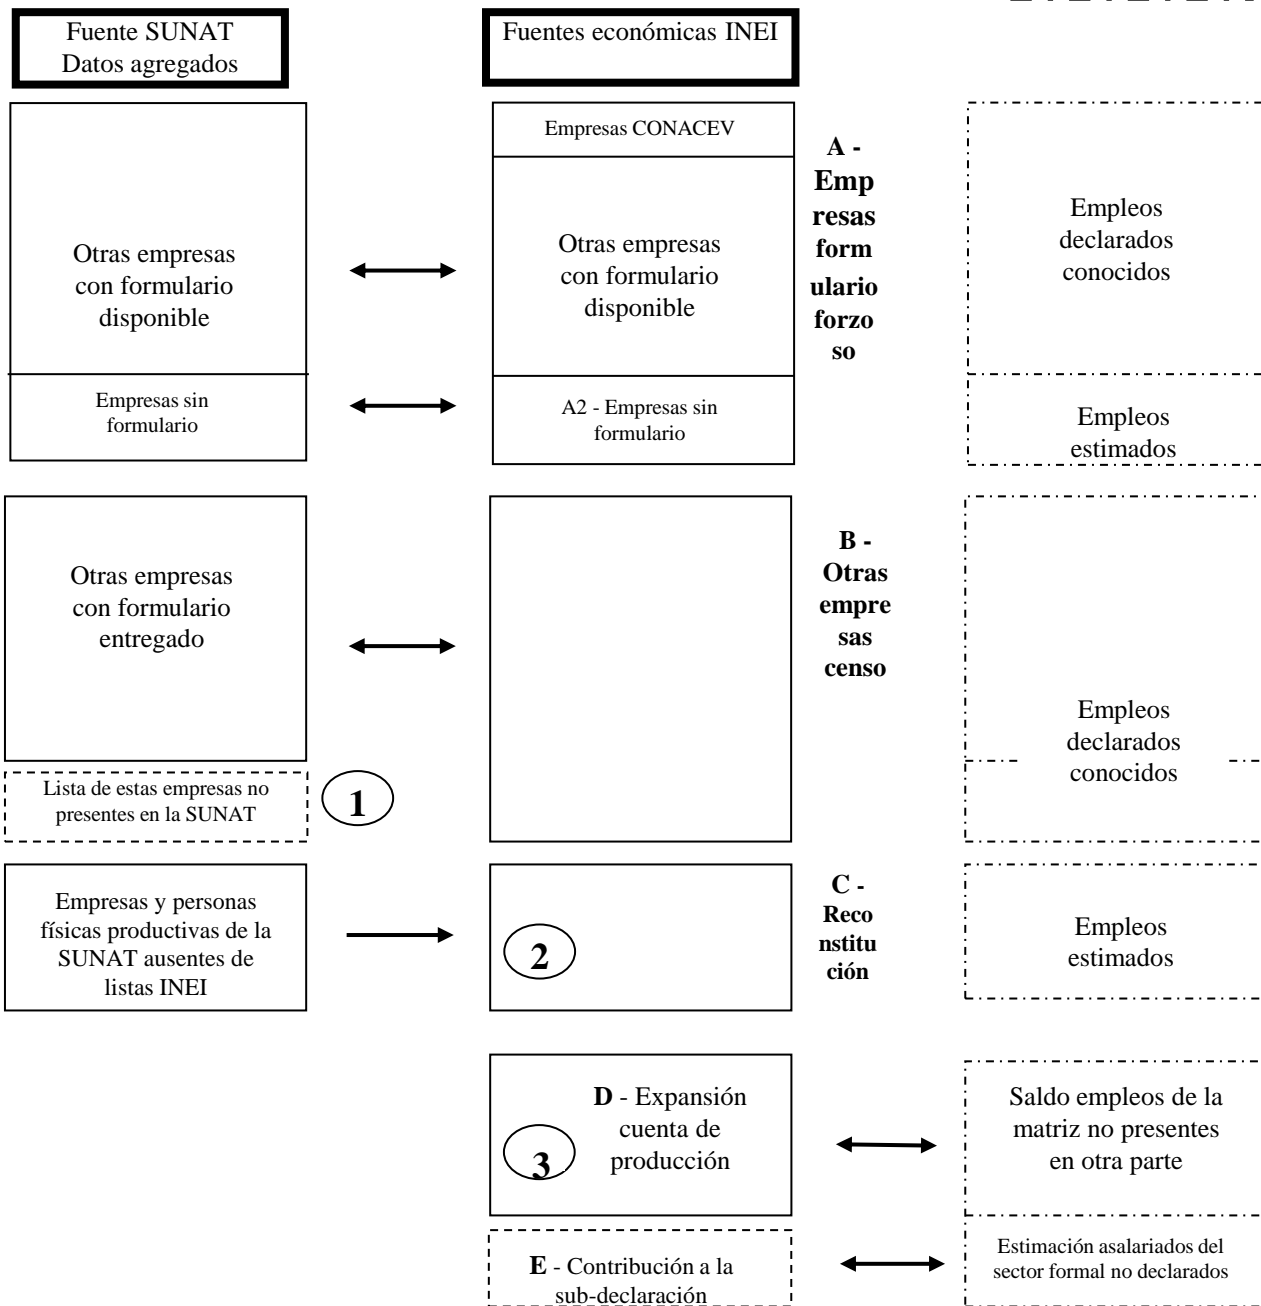 Fuente SUNAT
Datos agregados
Fuentes económicas INEI
Empresas CONACEV
Otras empresas
con formulario
disponible
Otras empresas
con formulario
disponible
A -
Emp
resas
form
ulario
forzo
so
Empleos
declarados
conocidos
Empresas sin
formulario
A2 - Empresas sin
formulario
Empleos
estimados
Otras empresas
con formulario
entregado
B -
Otras
empre
sas
censo
Empleos
declarados
conocidos
Lista de estas empresas no
presentes en la SUNAT
1
Empresas y personas
físicas productivas de la
SUNAT ausentes de
listas INEI
2
C -
Reco
nstitu
ción
Empleos
estimados
D - Expansión
cuenta de
producción
3
Saldo empleos de la
matriz no presentes
en otra parte
E - Contribución a la
sub-declaración
Estimación asalariados del
sector formal no declarados